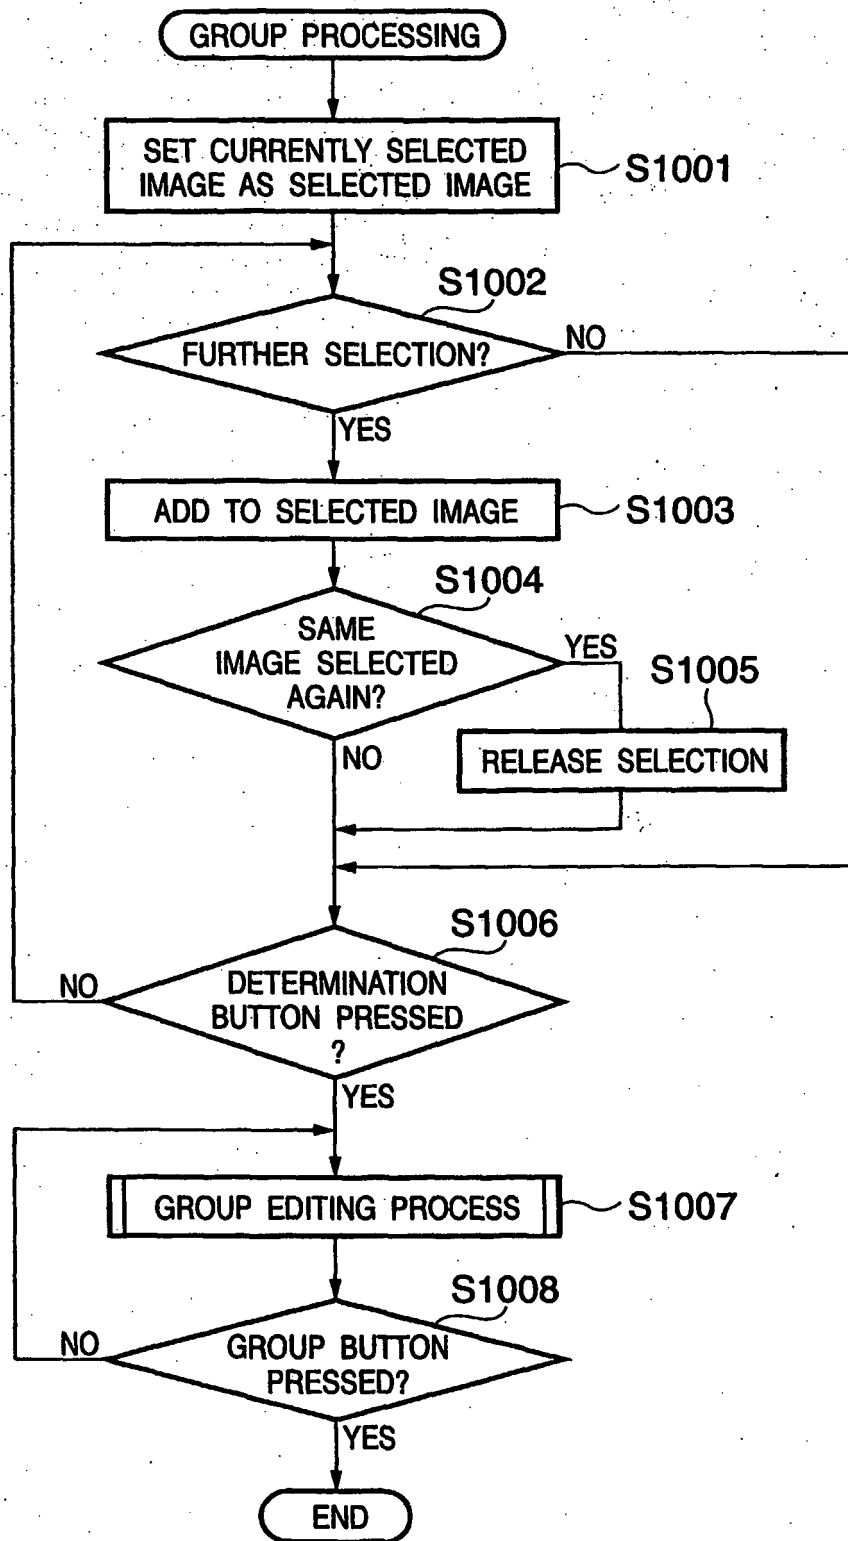 GROUP PROCESSING
SET CURRENTLY SELECTED
IMAGE AS SELECTED IMAGE
S1001
S1002
FURTHER SELECTION?
NO
YES
ADD TO SELECTED IMAGE
S1003
S1004
SAME
IMAGE SELECTED
AGAIN?
YES
S1005
RELEASE SELECTION
NO
S1006
DETERMINATION
BUTTON PRESSED
?
NO
YES
GROUP EDITING PROCESS
S1007
S1008
GROUP BUTTON
PRESSED?
NO
YES
END